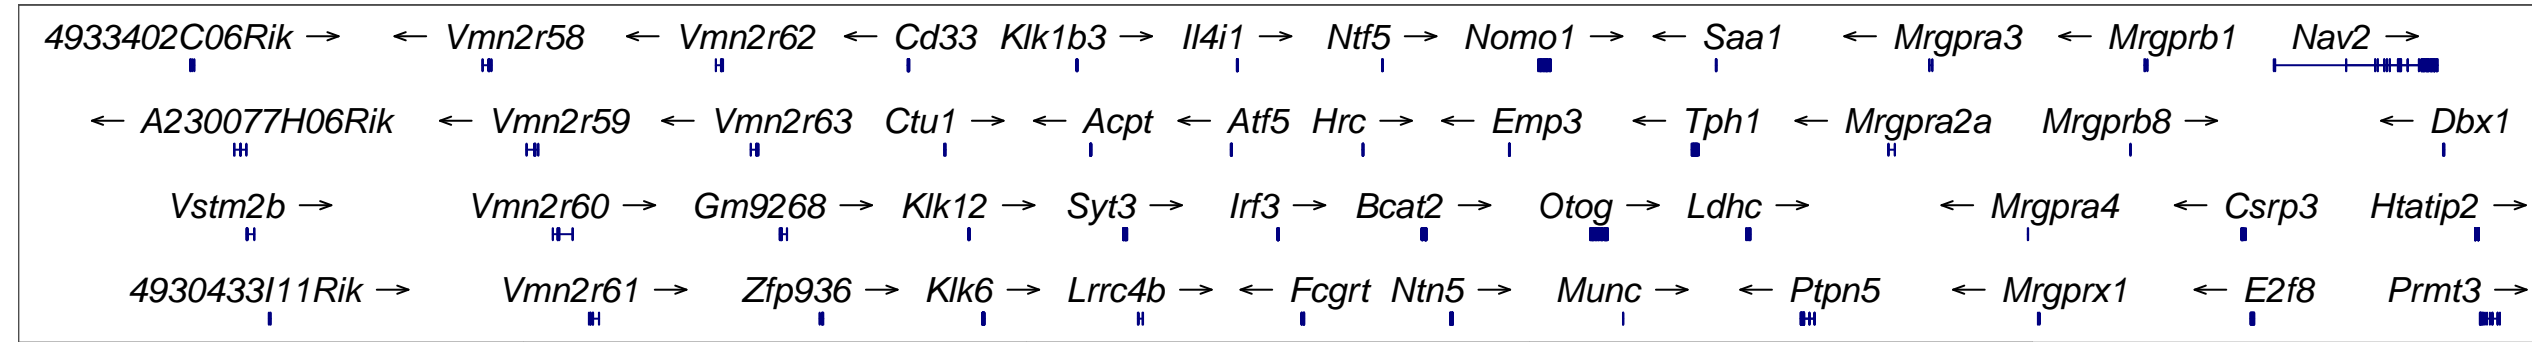 4933402C06Rik → ← Vmn2r58 ← Vmn2r62 ← Cd33 Klk1b3 → Il4i1 → Ntf5 → Nomo1 → ← Saa1 ← Mrgpra3 ← Mrgprb1 Nav2 →
← A230077H06Rik ← Vmn2r59 ← Vmn2r63 Ctu1 → ← Acpt ← Atf5 Hrc → ← Emp3 ← Tph1 ← Mrgpra2a Mrgprb8 → ← Dbx1
Vstm2b → Vmn2r60 → Gm9268 → Klk12 → Syt3 → Irf3 → Bcat2 → Otog → Ldhc → ← Mrgpra4 ← Csrp3 Htatip2 →
4930433I11Rik → Vmn2r61 → Zfp936 → Klk6 → Lrrc4b → ← Fcgrt Ntn5 → Munc → ← Ptpn5 ← Mrgprx1 ← E2f8 Prmt3 →